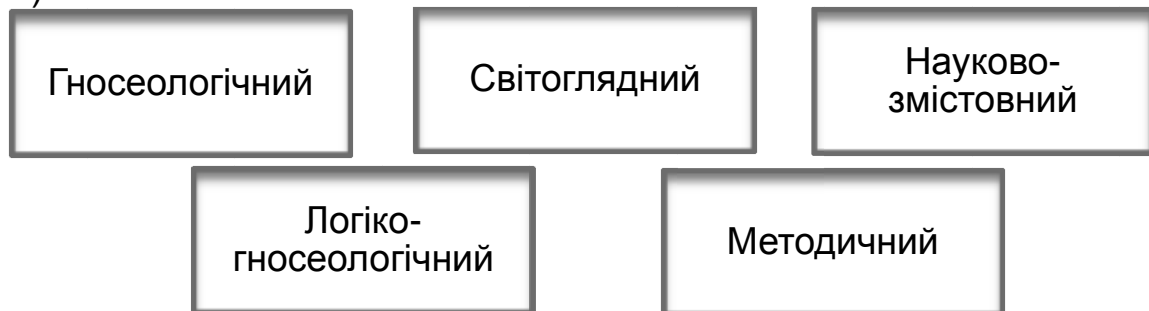 )
Гносеологічний
Світоглядний
Науково-
змістовний
Логіко-
гносеологічний
Методичний